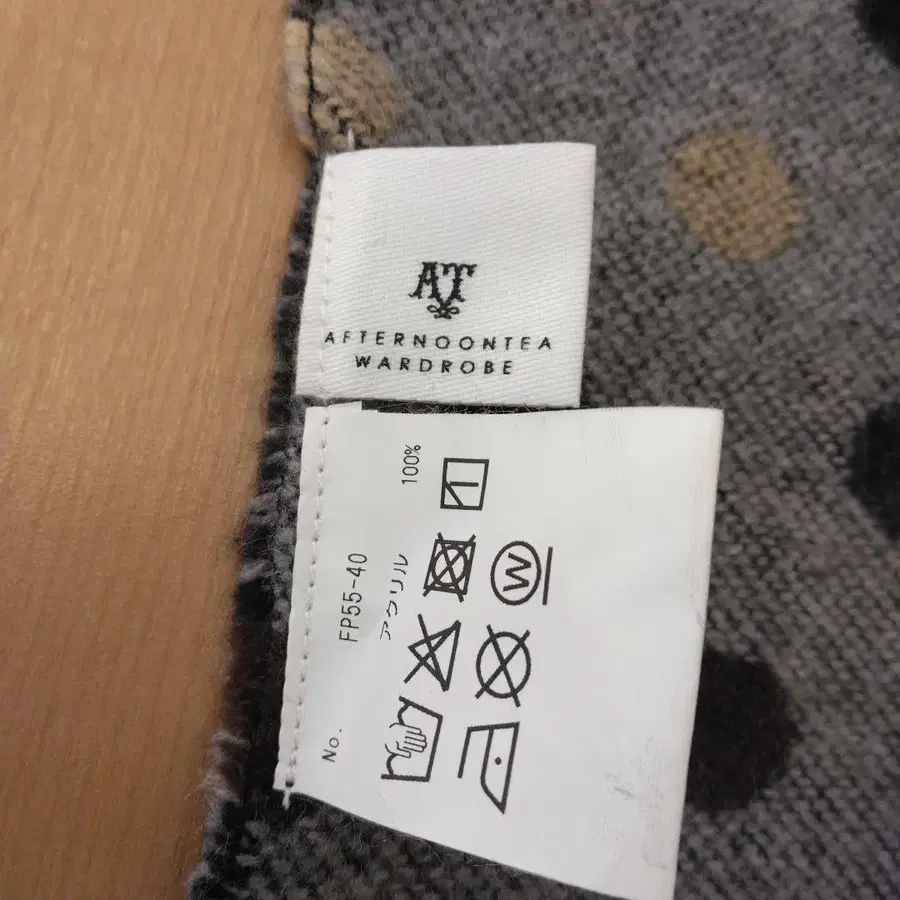 AT
AFTERNOONTEA
WARDROBE
No. FP55-40
アクリル 100%
W